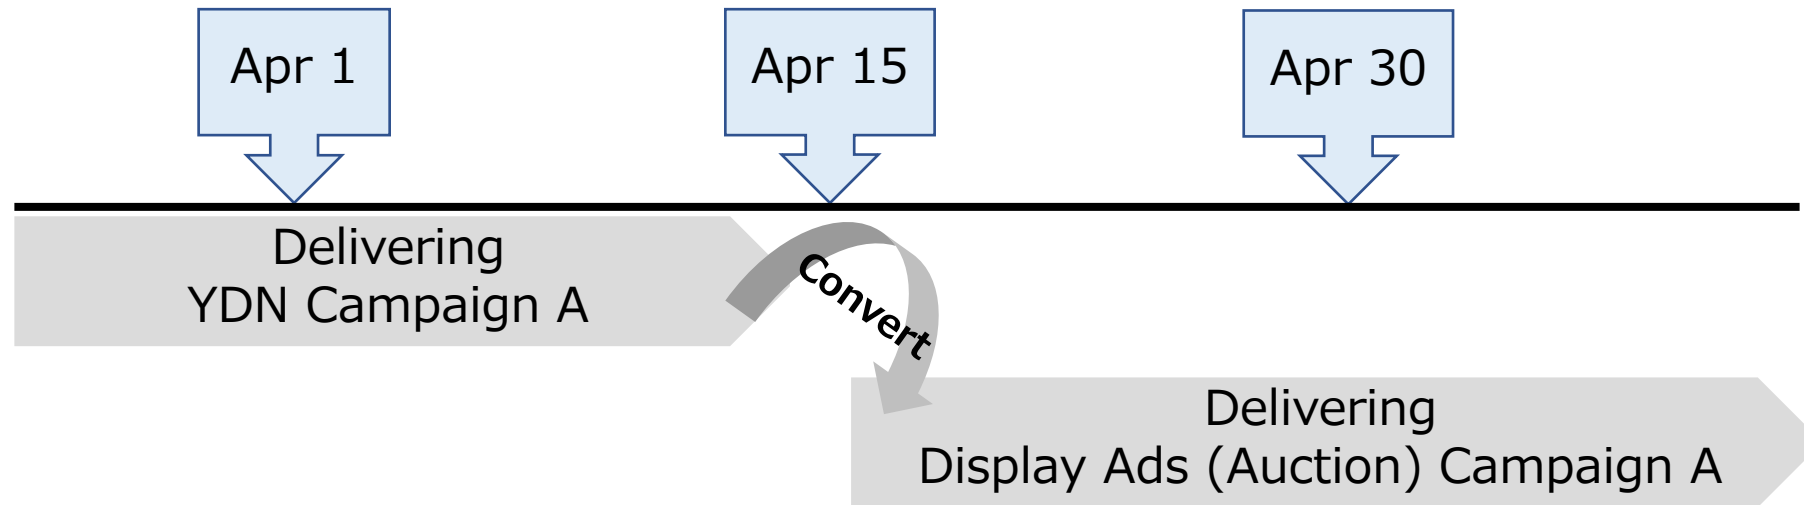 Apr 1
Apr 15
Apr 30
Delivering
YDN Campaign A
Convert
Delivering
Display Ads (Auction) Campaign A